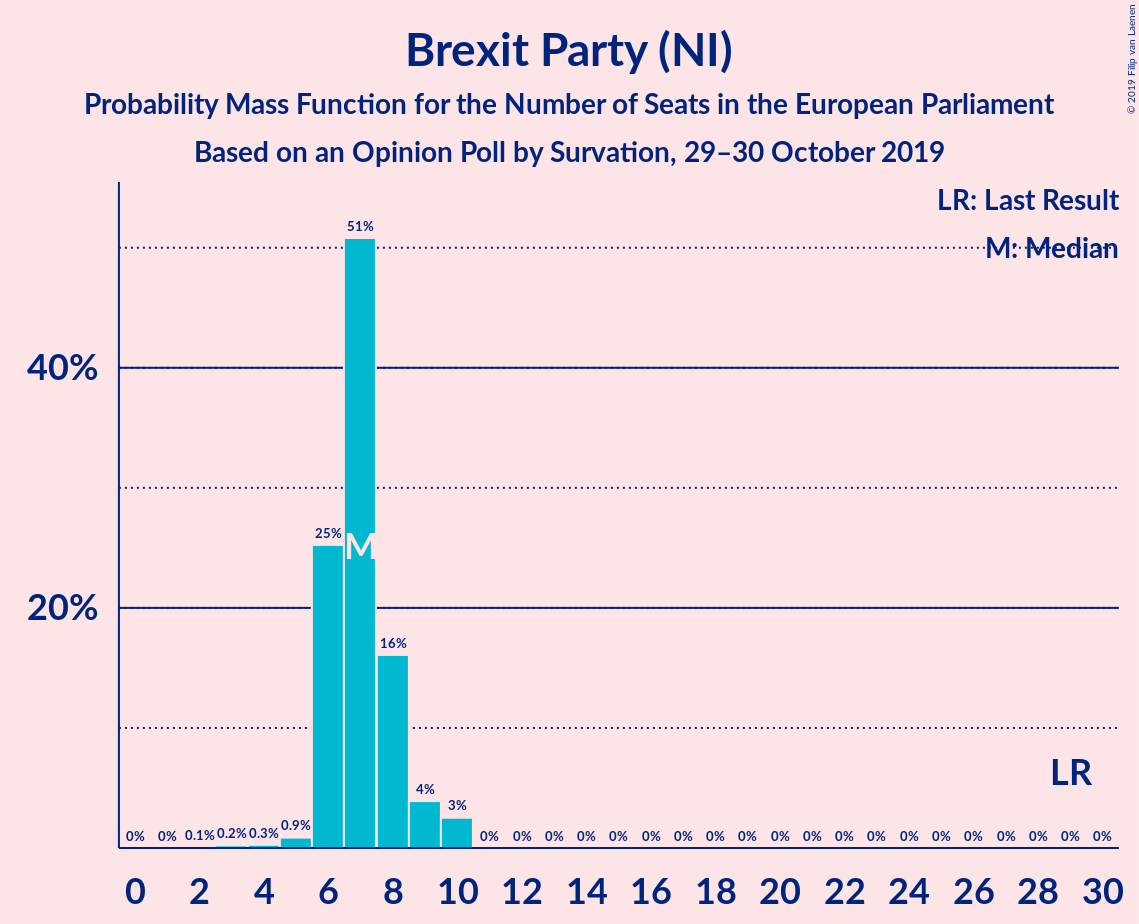 Brexit Party (NI)
Probability Mass Function for the Number of Seats in the European Parliament
Based on an Opinion Poll by Survation, 29–30 October 2019
© 2019 Filip van Laenen
LR: Last Result
M: Median
40%
20%
0% 0% 0.1% 0.2% 0.3% 0.9% 25% 51% 16% 4% 3% 0% 0% 0% 0% 0% 0% 0% 0% 0% 0% 0% 0% 0% 0% 0% 0% 0% 0% 0% 0%
M
LR
0 2 4 6 8 10 12 14 16 18 20 22 24 26 28 30